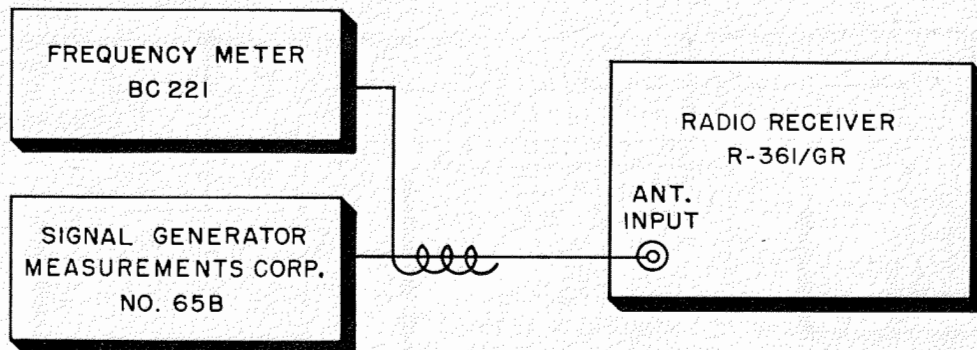 FREQUENCY METER
BC 221
SIGNAL GENERATOR
MEASUREMENTS CORP.
NO. 65B
RADIO RECEIVER
R-361/GR
ANT.
INPUT